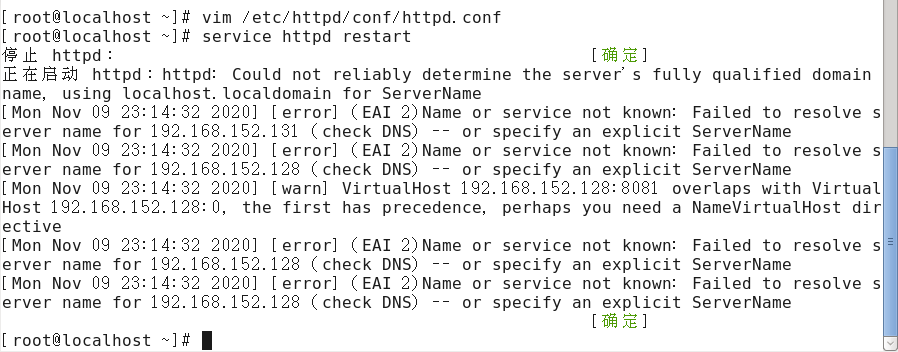 [root@localhost ~]# vim /etc/httpd/conf/httpd.conf
[root@localhost ~]# service httpd restart
停止 httpd： [确定]
正在启动 httpd：httpd: Could not reliably determine the server's fully qualified domain
name, using localhost.localdomain for ServerName
[Mon Nov 09 23:14:32 2020] [error] (EAI 2)Name or service not known: Failed to resolve s
erver name for 192.168.152.131 (check DNS) -- or specify an explicit ServerName
[Mon Nov 09 23:14:32 2020] [error] (EAI 2)Name or service not known: Failed to resolve s
erver name for 192.168.152.128 (check DNS) -- or specify an explicit ServerName
[Mon Nov 09 23:14:32 2020] [warn] VirtualHost 192.168.152.128:8081 overlaps with Virtual
Host 192.168.152.128:0, the first has precedence, perhaps you need a NameVirtualHost dir
ective
[Mon Nov 09 23:14:32 2020] [error] (EAI 2)Name or service not known: Failed to resolve s
erver name for 192.168.152.128 (check DNS) -- or specify an explicit ServerName
[Mon Nov 09 23:14:32 2020] [error] (EAI 2)Name or service not known: Failed to resolve s
erver name for 192.168.152.128 (check DNS) -- or specify an explicit ServerName
[确定]
[root@localhost ~]#